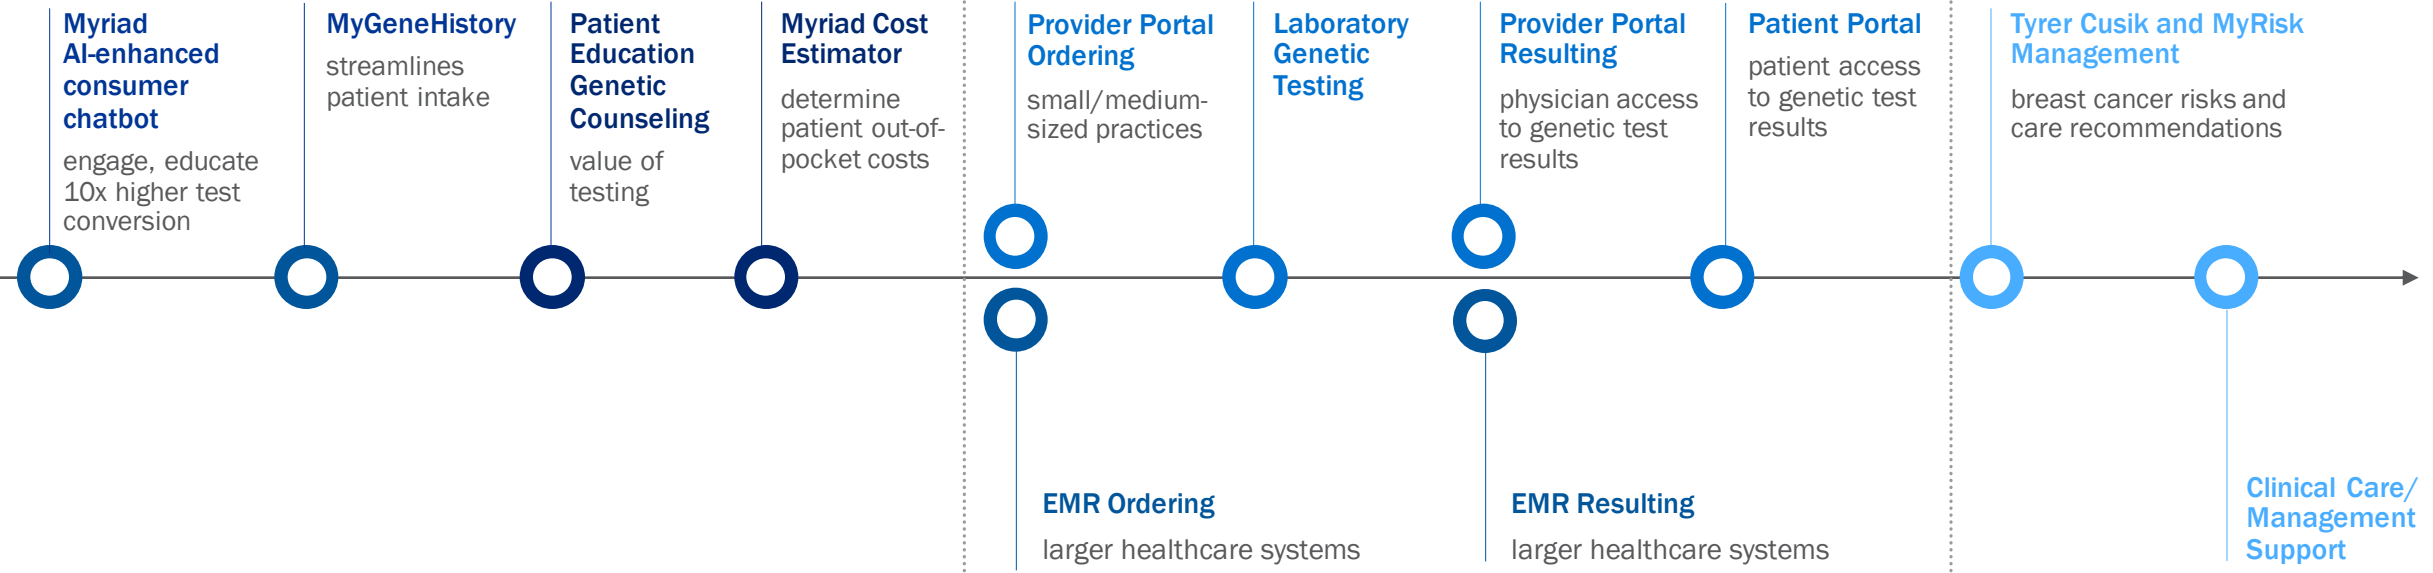 Myriad
AI-enhanced
consumer
chatbot
engage, educate
10x higher test
conversion
MyGeneHistory
streamlines
patient intake
Patient
Education
Genetic
Counseling
value of
testing
Myriad Cost
Estimator
determine
patient out-of-
pocket costs
Provider Portal
Ordering
small/medium-
sized practices
Laboratory
Genetic
Testing
Provider Portal
Resulting
physician access
to genetic test
results
Patient Portal
patient access
to genetic test
results
Tyrer Cusik and MyRisk
Management
breast cancer risks and
care recommendations
EMR Ordering
larger healthcare systems
EMR Resulting
larger healthcare systems
Clinical Care/
Management
Support